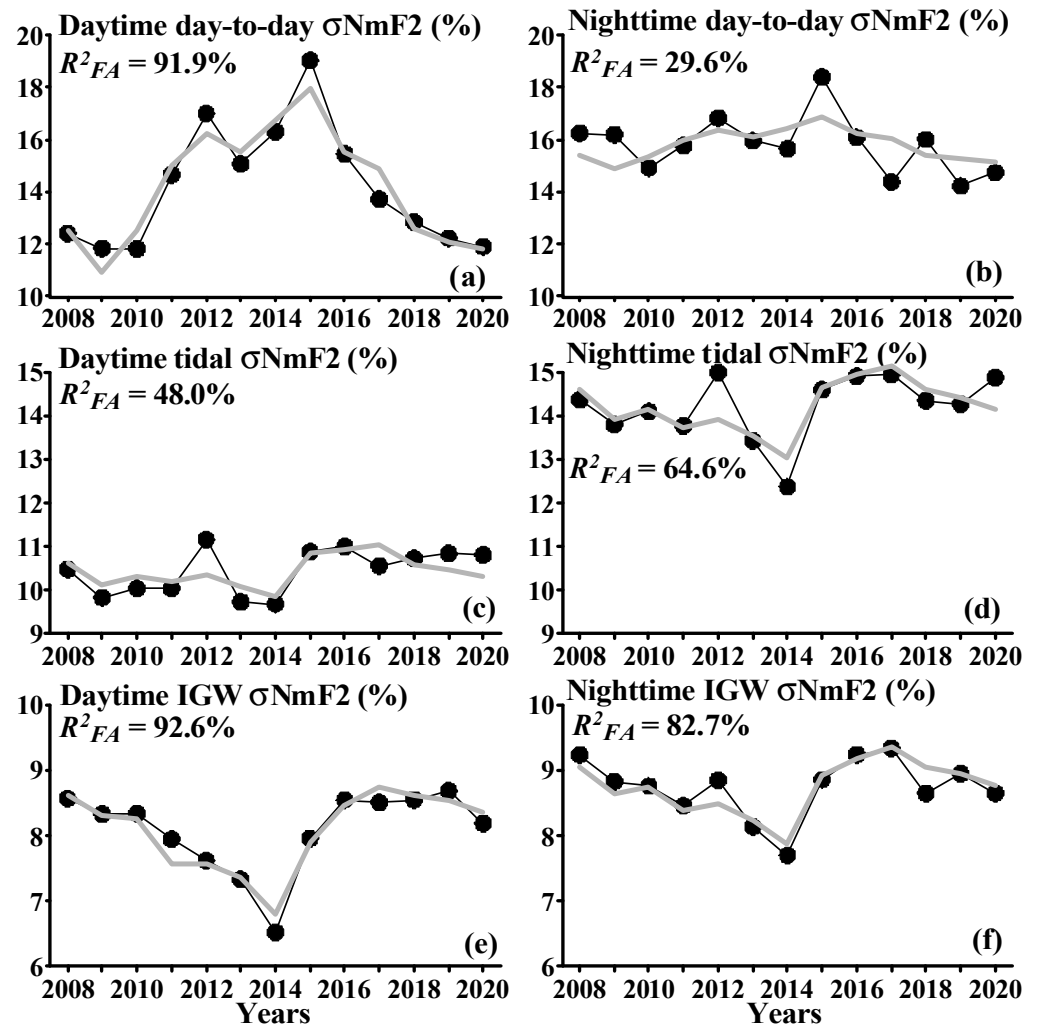 Daytime day-to-day σNmF2 (%)
R²FA = 91.9%
20
18
16
14
12
10
(a)
2008 2010 2012 2014 2016 2018 2020
Nighttime day-to-day σNmF2 (%)
R²FA = 29.6%
20
18
16
14
12
10
(b)
2008 2010 2012 2014 2016 2018 2020
Daytime tidal σNmF2 (%)
R²FA = 48.0%
15
14
13
12
11
10
9
(c)
2008 2010 2012 2014 2016 2018 2020
Nighttime tidal σNmF2 (%)
15
14
13
R²FA = 64.6%
12
11
10
9
(d)
2008 2010 2012 2014 2016 2018 2020
Daytime IGW σNmF2 (%)
R²FA = 92.6%
10
9
8
7
6
(e)
2008 2010 2012 2014 2016 2018 2020
Years
Nighttime IGW σNmF2 (%)
R²FA = 82.7%
10
9
8
7
6
(f)
2008 2010 2012 2014 2016 2018 2020
Years